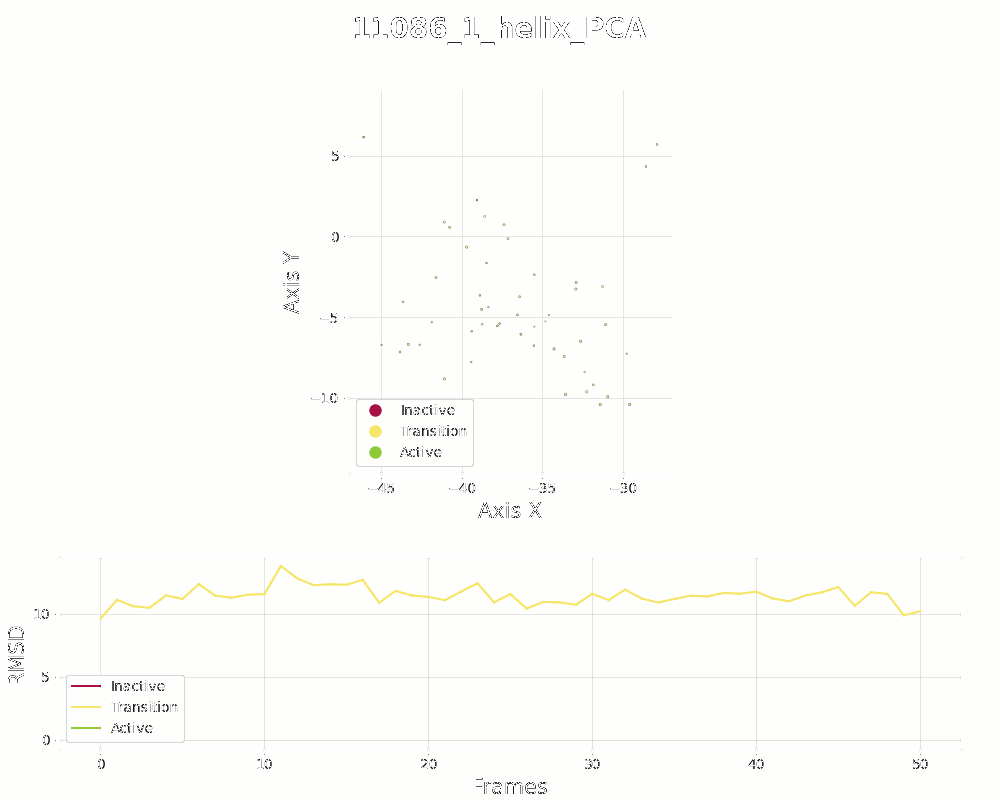 11086_1_helix_PCA
5
0
−5
−10
Axis Y
Inactive
Transition
Active
−45 −40 −35 −30
Axis X
10
5
0
RMSD
Inactive
Transition
Active
0 10 20 30 40 50
Frames